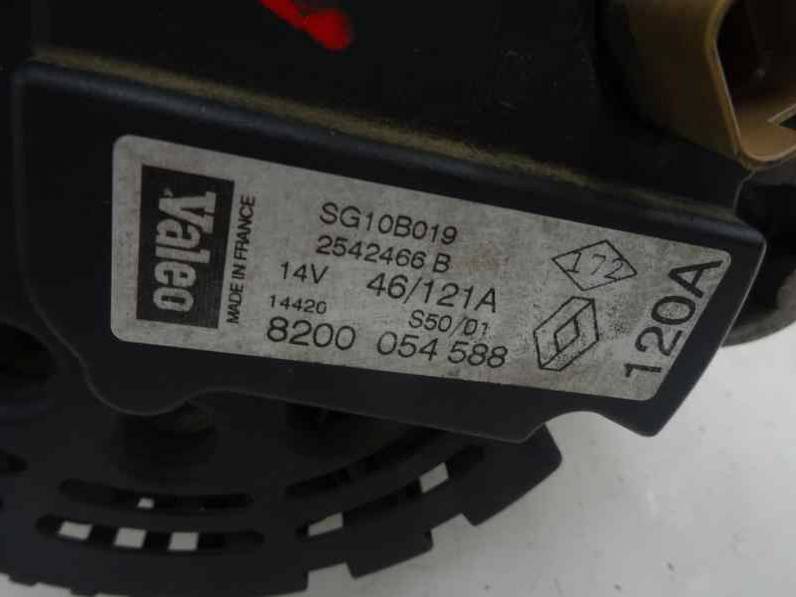 Valeo
MADE IN FRANCE
SG10B019
2542466 B
14V 46/121A
14420 S50/01
8200 054 588
172
120A